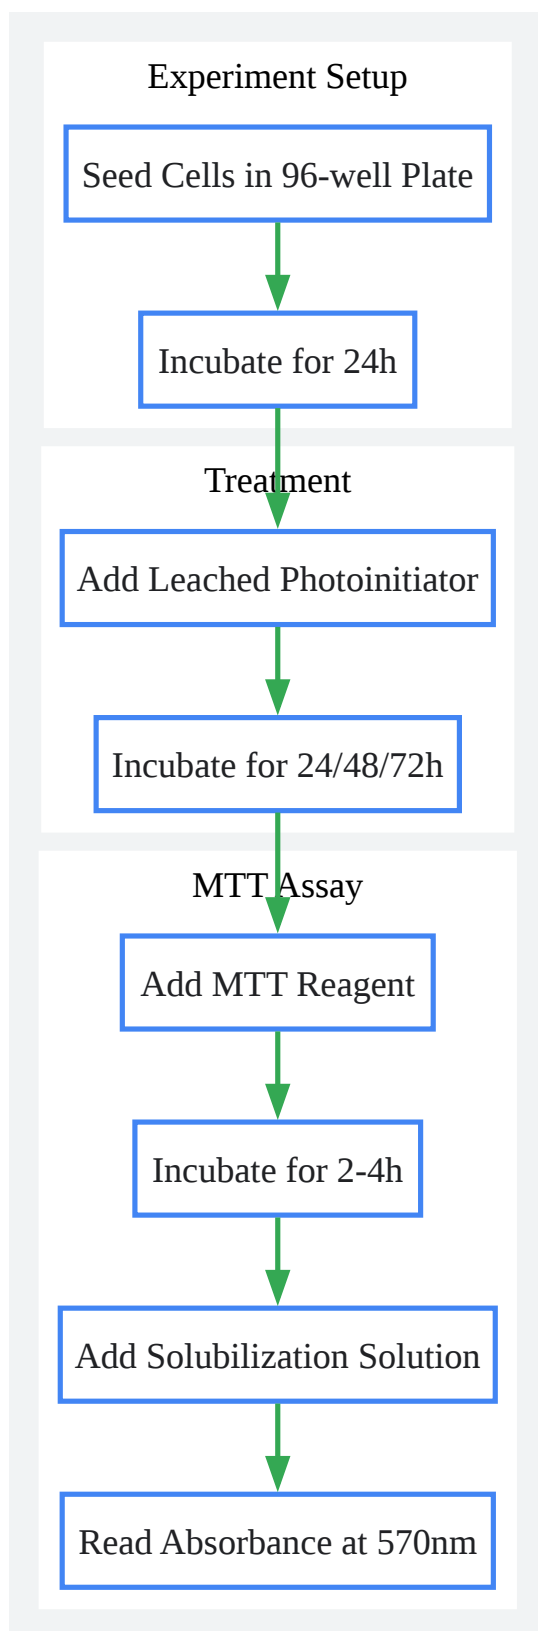 Experiment Setup
Seed Cells in 96-well Plate
Incubate for 24h
Treatment
Add Leached Photoinitiator
Incubate for 24/48/72h
MTT Assay
Add MTT Reagent
Incubate for 2-4h
Add Solubilization Solution
Read Absorbance at 570nm